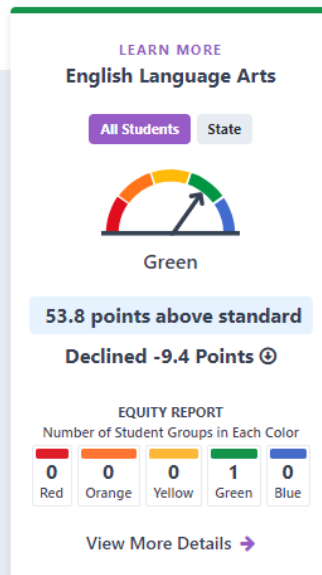 LEARN MORE
English Language Arts
All Students State
Green
53.8 points above standard
Declined -9.4 Points
EQUITY REPORT
Number of Student Groups in Each Color
0 0 0 1 0
Red Orange Yellow Green Blue
View More Details